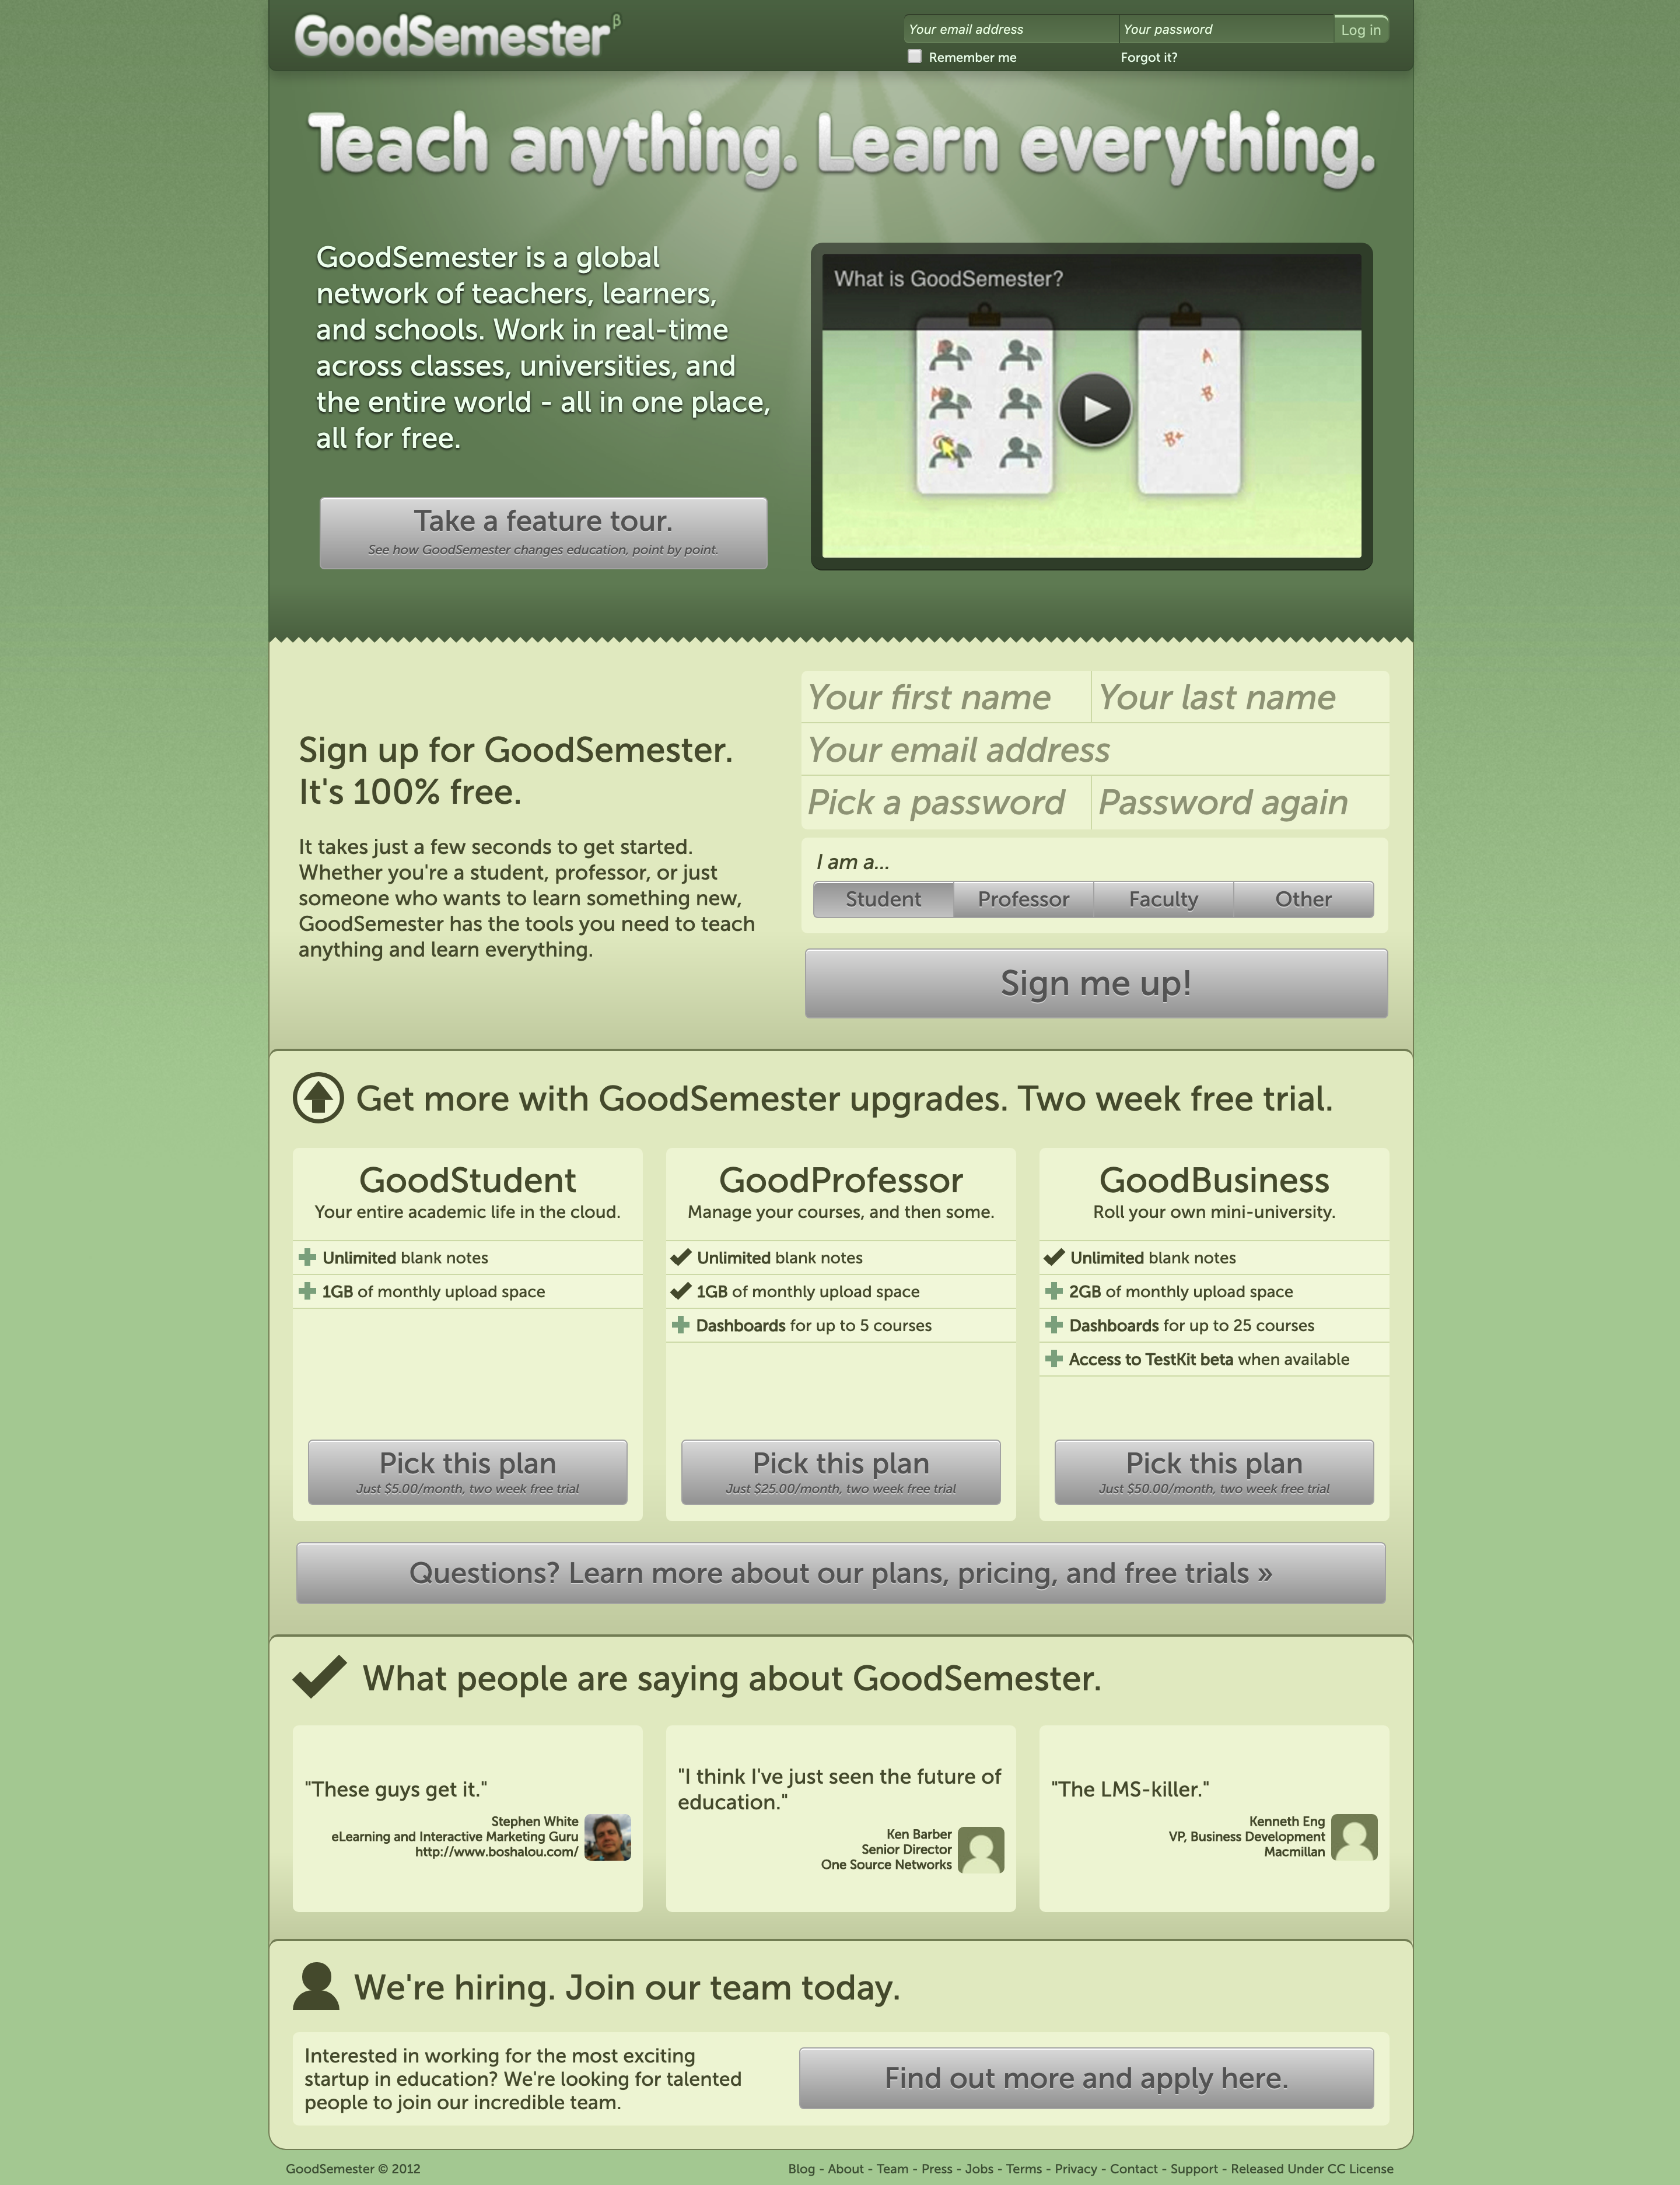 GoodSemester β
Your email address
Your password
Log in
Remember me
Forgot it?
Teach anything. Learn everything.
GoodSemester is a global
network of teachers, learners,
and schools. Work in real-time
across classes, universities, and
the entire world - all in one place,
all for free.
Take a feature tour.
See how GoodSemester changes education, point by point.
What is GoodSemester?
A
B
B+
Sign up for GoodSemester.
It's 100% free.
It takes just a few seconds to get started.
Whether you're a student, professor, or just
someone who wants to learn something new,
GoodSemester has the tools you need to teach
anything and learn everything.
Your first name
Your last name
Your email address
Pick a password
Password again
I am a...
Student
Professor
Faculty
Other
Sign me up!
Get more with GoodSemester upgrades. Two week free trial.
GoodStudent
Your entire academic life in the cloud.
Unlimited blank notes
1GB of monthly upload space
Pick this plan
Just $5.00/month, two week free trial
GoodProfessor
Manage your courses, and then some.
Unlimited blank notes
1GB of monthly upload space
Dashboards for up to 5 courses
Pick this plan
Just $25.00/month, two week free trial
GoodBusiness
Roll your own mini-university.
Unlimited blank notes
2GB of monthly upload space
Dashboards for up to 25 courses
Access to TestKit beta when available
Pick this plan
Just $50.00/month, two week free trial
Questions? Learn more about our plans, pricing, and free trials »
What people are saying about GoodSemester.
"These guys get it."
Stephen White
eLearning and Interactive Marketing Guru
http://www.boshalou.com/
"I think I've just seen the future of
education."
Ken Barber
Senior Director
One Source Networks
"The LMS-killer."
Kenneth Eng
VP, Business Development
Macmillan
We're hiring. Join our team today.
Interested in working for the most exciting
startup in education? We're looking for talented
people to join our incredible team.
Find out more and apply here.
GoodSemester © 2012
Blog - About - Team - Press - Jobs - Terms - Privacy - Contact - Support - Released Under CC License